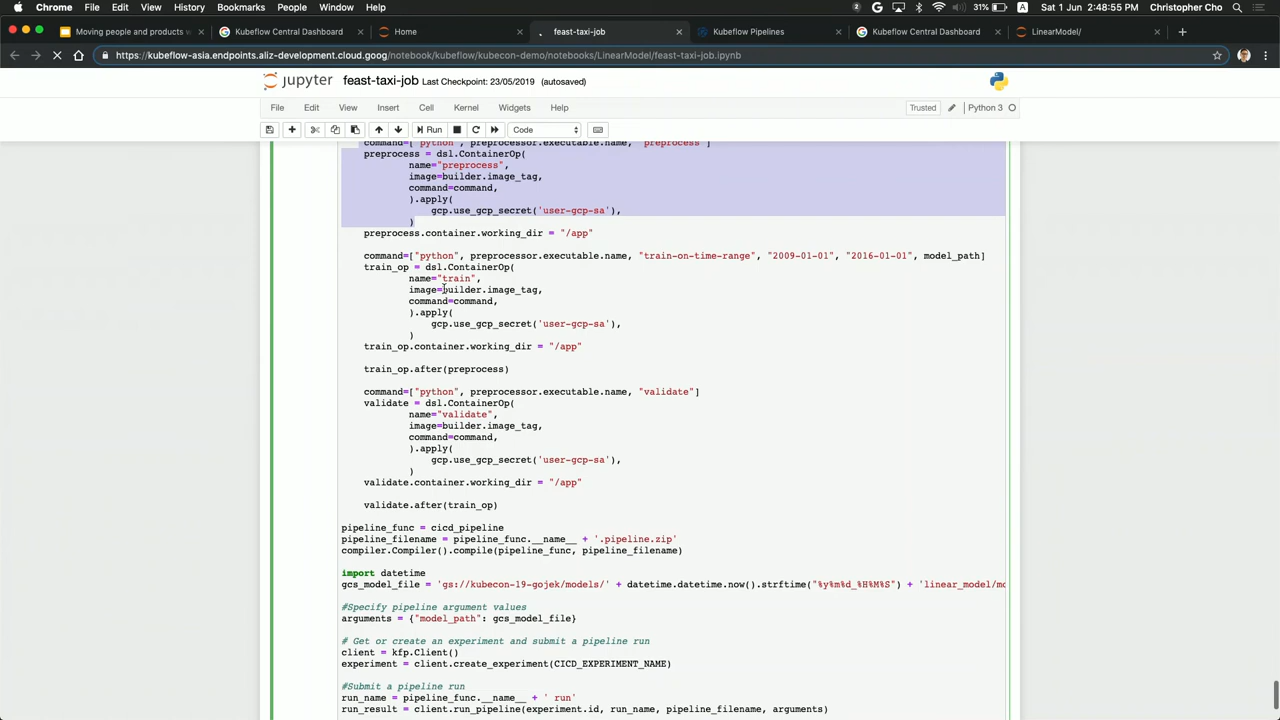 Chrome File Edit View History Bookmarks People Window Help 2 31% A Sat 1 Jun 2:48:55 PM Christopher Cho
Moving people and products w Kubeflow Central Dashboard Home feast-taxi-job Kubeflow Pipelines Kubeflow Central Dashboard LinearModel/
https://kubeflow-asia.endpoints.aliz-development.cloud.goog/notebook/kubeflow/kubecon-demo/notebooks/LinearModel/feast-taxi-job.ipynb
jupyter feast-taxi-job Last Checkpoint: 23/05/2019 (autosaved)
File Edit View Insert Cell Kernel Widgets Help Trusted Python 3
Run Code
command=["python", preprocessor.executable.name, "preprocess"]
preprocess = dsl.ContainerOp(
name="preprocess",
image=builder.image_tag,
command=command,
).apply(
gcp.use_gcp_secret('user-gcp-sa'),
)
preprocess.container.working_dir = "/app"
command=["python", preprocessor.executable.name, "train-on-time-range", "2009-01-01", "2016-01-01", model_path]
train_op = dsl.ContainerOp(
name="train",
image=builder.image_tag,
command=command,
).apply(
gcp.use_gcp_secret('user-gcp-sa'),
)
train_op.container.working_dir = "/app"
train_op.after(preprocess)
command=["python", preprocessor.executable.name, "validate"]
validate = dsl.ContainerOp(
name="validate",
image=builder.image_tag,
command=command,
).apply(
gcp.use_gcp_secret('user-gcp-sa'),
)
validate.container.working_dir = "/app"
validate.after(train_op)
pipeline_func = cicd_pipeline
pipeline_filename = pipeline_func.__name__ + '.pipeline.zip'
compiler.Compiler().compile(pipeline_func, pipeline_filename)
import datetime
gcs_model_file = 'gs://kubecon-19-gojek/models/' + datetime.datetime.now().strftime("%y%m%d_%H%M%S") + 'linear_model/mo
#Specify pipeline argument values
arguments = {"model_path": gcs_model_file}
# Get or create an experiment and submit a pipeline run
client = kfp.Client()
experiment = client.create_experiment(CICD_EXPERIMENT_NAME)
#Submit a pipeline run
run_name = pipeline_func.__name__ + ' run'
run_result = client.run_pipeline(experiment.id, run_name, pipeline_filename, arguments)